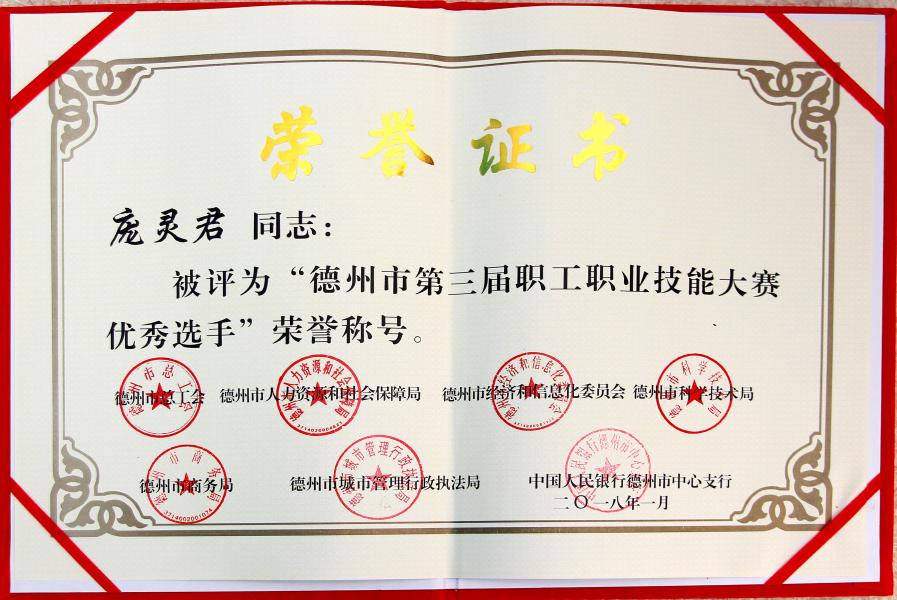 荣誉证书
庞灵君 同志：
被评为“德州市第三届职工职业技能大赛
优秀选手”荣誉称号。
德州市总工会 德州市人力资源和社会保障局 德州市经济和信息化委员会 德州市科学技术局
德州市商务局 德州市城市管理行政执法局 中国人民银行德州市中心支行
3714002001074
二〇一八年一月